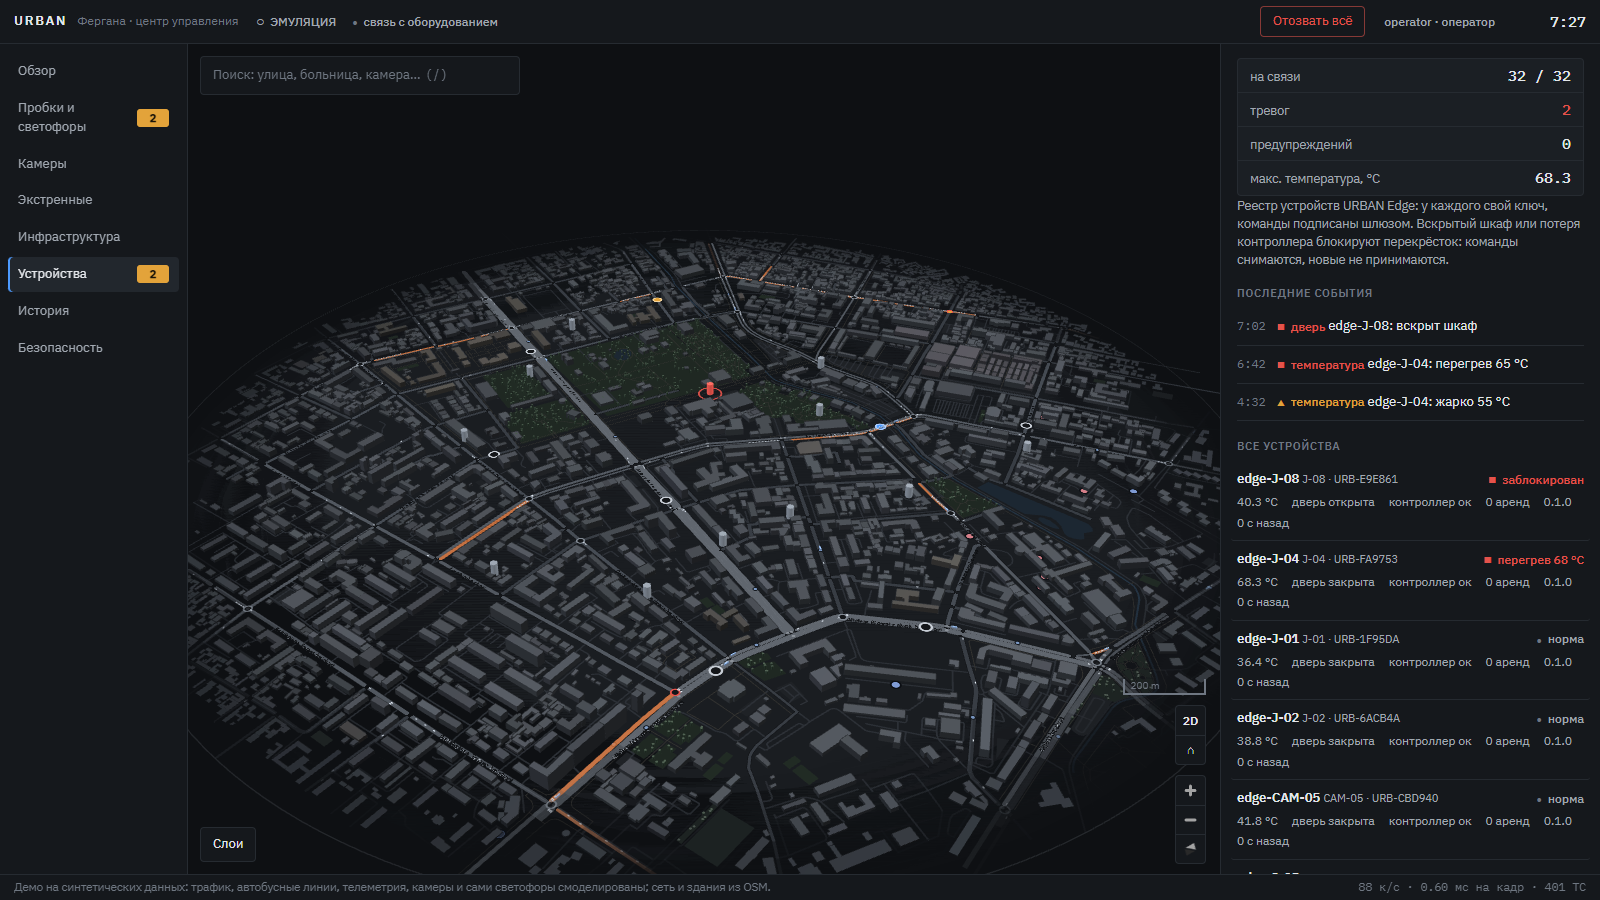 URBAN Фергана · центр управления ЭМУЛЯЦИЯ связь с оборудованием Отозвать всё operator · оператор 7:27
Обзор
Пробки и
светофоры 2
Камеры
Экстренные
Инфраструктура
Устройства 2
История
Безопасность
Поиск: улица, больница, камера... (/)
200 m
2D
Слои
на связи 32 / 32
тревог 2
предупреждений 0
макс. температура, °C 68.3
Реестр устройств URBAN Edge: у каждого свой ключ,
команды подписаны шлюзом. Вскрытый шкаф или потеря
контроллера блокируют перекрёсток: команды
снимаются, новые не принимаются.
ПОСЛЕДНИЕ СОБЫТИЯ
7:02 дверь edge-J-08: вскрыт шкаф
6:42 температура edge-J-04: перегрев 65 °C
4:32 температура edge-J-04: жарко 55 °C
ВСЕ УСТРОЙСТВА
edge-J-08 J-08 · URB-E9E861 заблокирован
40.3 °C дверь открыта контроллер ок 0 аренд 0.1.0
0 с назад
edge-J-04 J-04 · URB-FA9753 перегрев 68 °C
68.3 °C дверь закрыта контроллер ок 0 аренд 0.1.0
0 с назад
edge-J-01 J-01 · URB-1F95DA норма
36.4 °C дверь закрыта контроллер ок 0 аренд 0.1.0
0 с назад
edge-J-02 J-02 · URB-6ACB4A норма
38.8 °C дверь закрыта контроллер ок 0 аренд 0.1.0
0 с назад
edge-CAM-05 CAM-05 · URB-CBD940 норма
41.8 °C дверь закрыта контроллер ок 0 аренд 0.1.0
0 с назад
Демо на синтетических данных: трафик, автобусные линии, телеметрия, камеры и сами светофоры смоделированы; сеть и здания из OSM.
88 к/с · 0.60 мс на кадр · 401 ТС